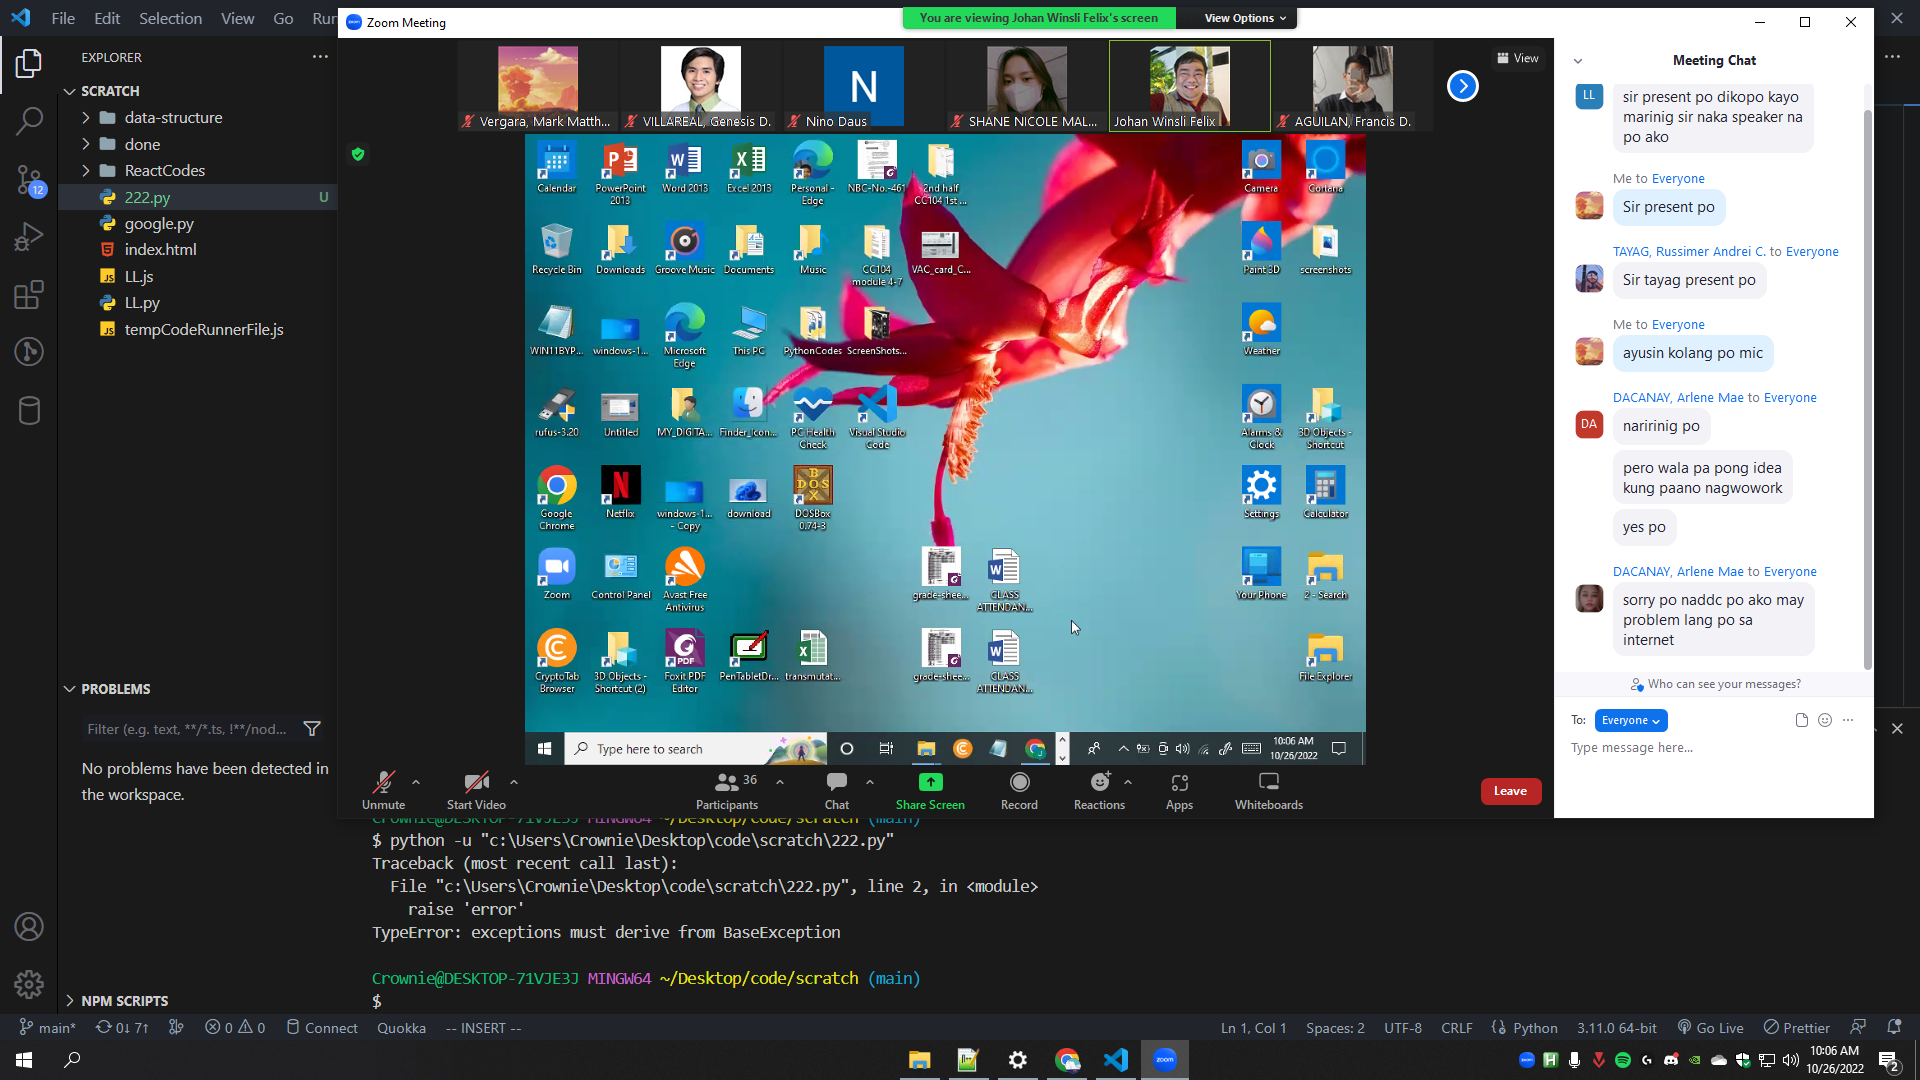 File Edit Selection View Go Run
Zoom Meeting
You are viewing Johan Winsli Felix's screen
View Options
EXPLORER
SCRATCH
data-structure
done
ReactCodes
222.py U
google.py
index.html
LL.js
LL.py
tempCodeRunnerFile.js
12
PROBLEMS
Filter (e.g. text, **/*.ts, !**/nod...
No problems have been detected in
the workspace.
NPM SCRIPTS
Vergara, Mark Matth...
VILLAREAL, Genesis D.
N
Nino Daus
SHANE NICOLE MAL...
Johan Winsli Felix
AGUILAN, Francis D.
View
Calendar
PowerPoint
2013
Word 2013
Excel 2013
Personal -
Edge
NBC-No.-461
2nd half
CC104 1st ...
Camera
Cortana
Recycle Bin
Downloads
Groove Music
Documents
Music
CC104
module 4-7
VAC_card_C...
Paint 3D
screenshots
WIN11BYP...
windows-1...
Microsoft
Edge
This PC
PythonCodes
ScreenShots...
Weather
rufus-3.20
Untitled
MY_DIGITA...
Finder_Icon...
PC Health
Check
Visual Studio
Code
Alarms &
Clock
3D Objects -
Shortcut
Google
Chrome
Netflix
windows-1...
- Copy
download
DOSBox
0.74-3
Settings
Calculator
Zoom
Control Panel
Avast Free
Antivirus
grade-shee...
CLASS
ATTENDAN...
Your Phone
2 - Search
CryptoTab
Browser
3D Objects -
Shortcut (2)
PDF
Foxit PDF
Editor
PenTabletDr...
transmutat...
grade-shee...
CLASS
ATTENDAN...
File Explorer
Type here to search
10:06 AM
10/26/2022
Unmute
Start Video
36
Participants
Chat
Share Screen
Record
Reactions
Apps
Whiteboards
Leave
Meeting Chat
LL
sir present po dikopo kayo
marinig sir naka speaker na
po ako
Me to Everyone
Sir present po
TAYAG, Russimer Andrei C. to Everyone
Sir tayag present po
Me to Everyone
ayusin kolang po mic
DACANAY, Arlene Mae to Everyone
DA
naririnig po
pero wala pa pong idea
kung paano nagwowork
yes po
DACANAY, Arlene Mae to Everyone
sorry po naddc po ako may
problem lang po sa
internet
Who can see your messages?
To: Everyone
Type message here...
Crownie@DESKTOP-71VJE3J MINGW64 ~/Desktop/code/scratch (main)
$ python -u "c:\Users\Crownie\Desktop\code\scratch\222.py"
Traceback (most recent call last):
File "c:\Users\Crownie\Desktop\code\scratch\222.py", line 2, in <module>
raise 'error'
TypeError: exceptions must derive from BaseException
Crownie@DESKTOP-71VJE3J MINGW64 ~/Desktop/code/scratch (main)
$
main* 0↓ 7↑ 0 0 Connect Quokka -- INSERT --
Ln 1, Col 1 Spaces: 2 UTF-8 CRLF Python 3.11.0 64-bit Go Live Prettier
zoom
10:06 AM
10/26/2022
2